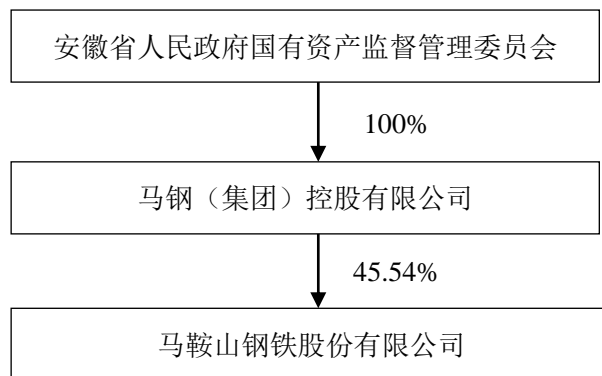 安徽省人民政府国有资产监督管理委员会
100%
马钢（集团）控股有限公司
45.54%
马鞍山钢铁股份有限公司